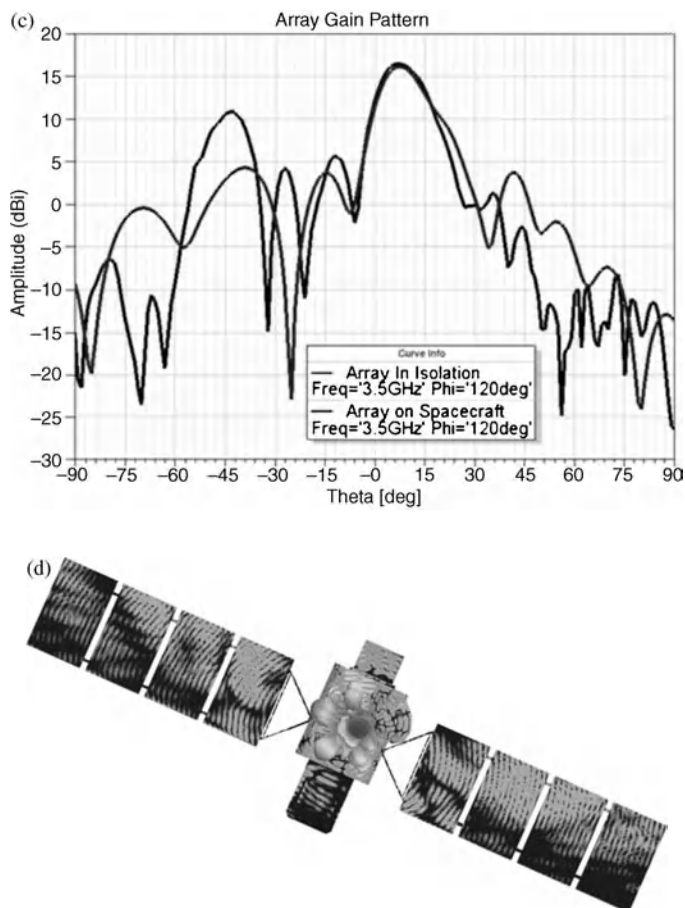 (c)
Array Gain Pattern
20
15
10
5
0
−5
−10
−15
−20
−25
−30
Amplitude (dBi)
Curve Info
Array In Isolation
Freq='3.5GHz' Phi='120deg'
Array on Spacecraft
Freq='3.5GHz' Phi='120deg'
−90 −75 −60 −45 −30 −15 −0 15 30 45 60 75 90
Theta [deg]
(d)